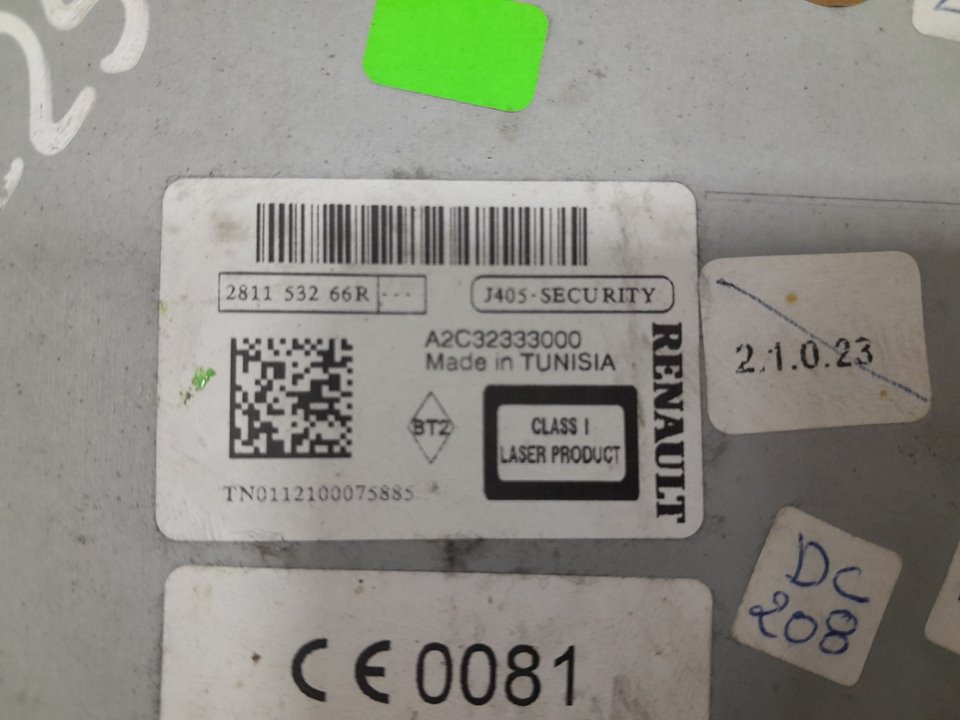 25
2811 532 66R ---
J405-SECURITY
A2C32333000
Made in TUNISIA
BT2
CLASS I
LASER PRODUCT
RENAULT
TN0112100075885
2.1.0.23
DC
208
CE 0081